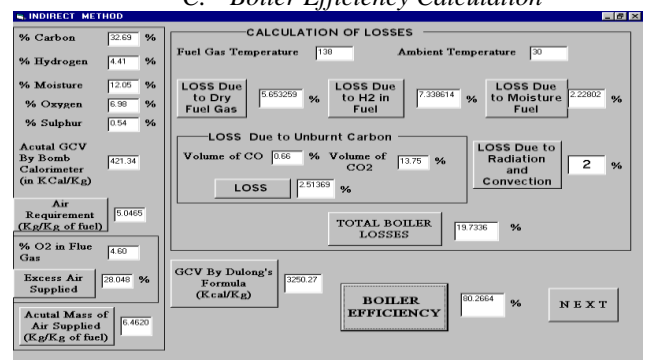 C. Boiler Efficiency Calculation
INDIRECT METHOD
% Carbon 32.69 %
% Hydrogen 4.41 %
% Moisture 12.05 %
% Oxygen 6.98 %
% Sulphur 0.54 %
Acutal GCV
By Bomb
Calorimeter
(in KCal/Kg)
421.34
Air
Requirement
(Kg/Kg of fuel)
5.0465
% O2 in Flue
Gas
4.60
Excess Air
Supplied
28.048 %
Acutal Mass of
Air Supplied
(Kg/Kg of fuel)
6.4620
CALCULATION OF LOSSES
Fuel Gas Temperature 138 Ambient Temperature 30
LOSS Due
to Dry
Fuel Gas
5.653259 %
LOSS Due
to H2 in
Fuel
7.338614 %
LOSS Due
to Moisture
Fuel
2.22802 %
LOSS Due to Unburnt Carbon
Volume of CO 0.66 % Volume of
CO2
13.75 %
LOSS 2.51369 %
LOSS Due to
Radiation
and
Convection
2 %
TOTAL BOILER
LOSSES
19.7336 %
GCV By Dulong's
Formula
(Kcal/Kg)
3250.27
BOILER
EFFICIENCY
80.2664 %
NEXT